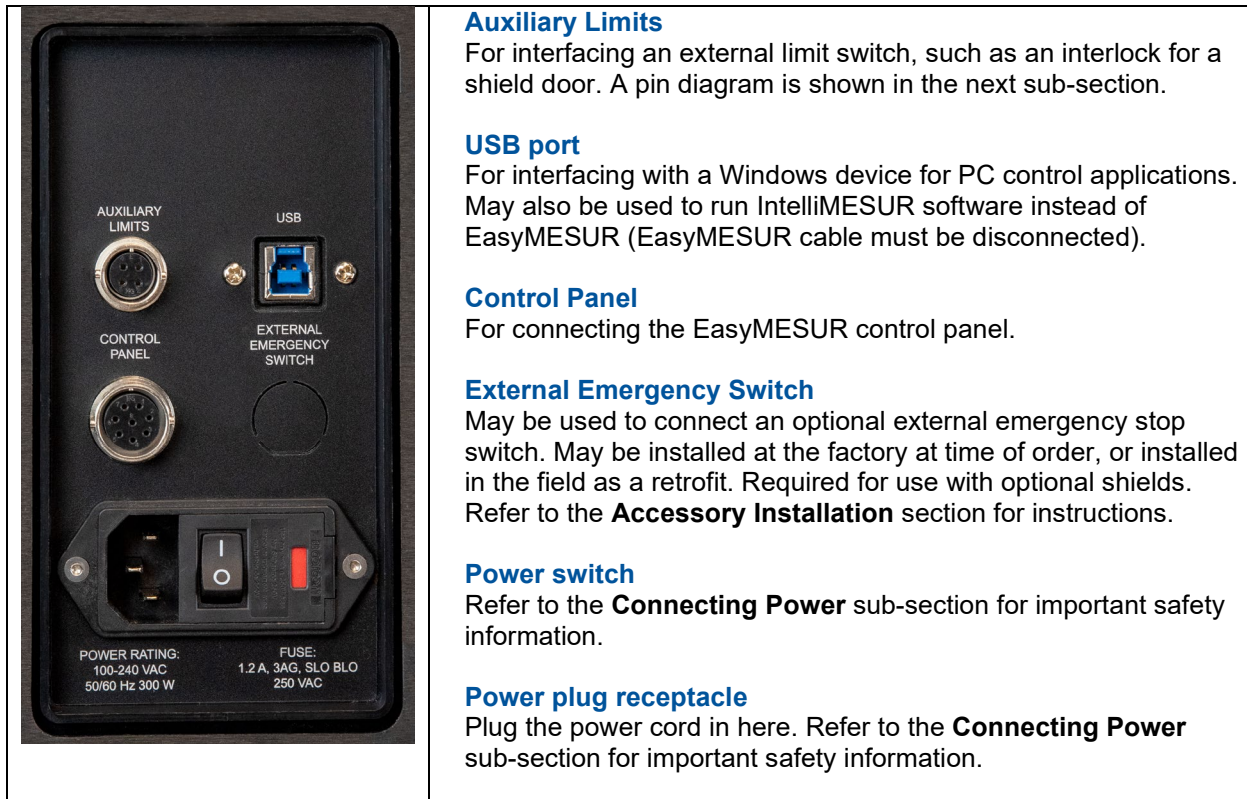 AUXILIARY
LIMITS
USB
CONTROL
PANEL
EXTERNAL
EMERGENCY
SWITCH
I
O
POWER RATING:
100-240 VAC
50/60 Hz 300 W
FUSE:
1.2 A, 3AG, SLO BLO
250 VAC
Auxiliary Limits
For interfacing an external limit switch, such as an interlock for a
shield door. A pin diagram is shown in the next sub-section.
USB port
For interfacing with a Windows device for PC control applications.
May also be used to run IntelliMESUR software instead of
EasyMESUR (EasyMESUR cable must be disconnected).
Control Panel
For connecting the EasyMESUR control panel.
External Emergency Switch
May be used to connect an optional external emergency stop
switch. May be installed at the factory at time of order, or installed
in the field as a retrofit. Required for use with optional shields.
Refer to the Accessory Installation section for instructions.
Power switch
Refer to the Connecting Power sub-section for important safety
information.
Power plug receptacle
Plug the power cord in here. Refer to the Connecting Power
sub-section for important safety information.